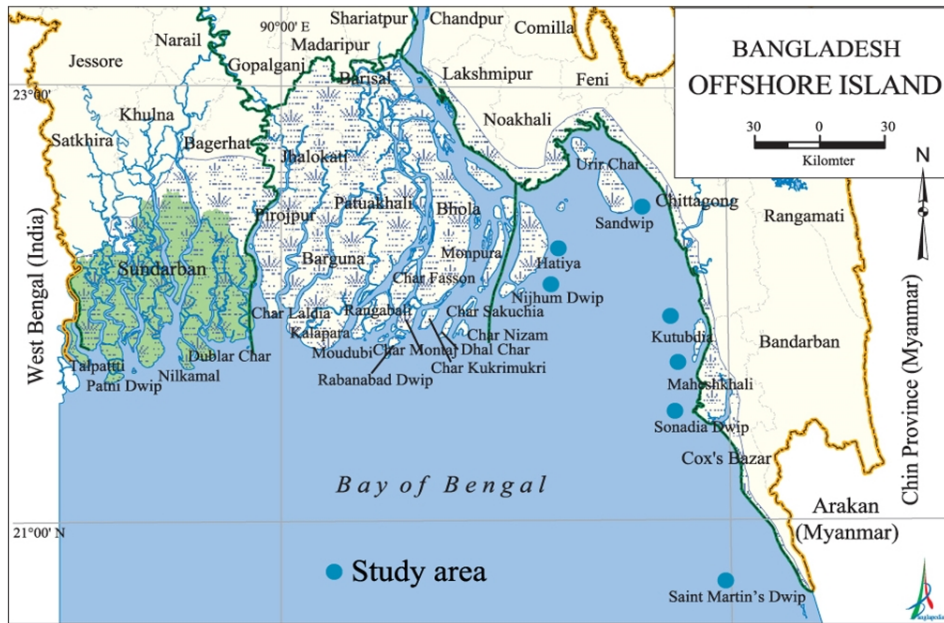 90°00' E
Shariatpur
Chandpur
Comilla
Narail
Madaripur
Jessore
Gopalganj
Barisal
Lakshmipur
Feni
BANGLADESH
OFFSHORE ISLAND
23°00'
Khulna
Noakhali
30 0 30
Kilomter
Satkhira
Bagerhat
Jhalokati
Urir Char
N
Patuakhali
Bhola
Chittagong
Pirojpur
Sandwip
Rangamati
Monpura
Barguna
Hatiya
Sundarban
Char Fasson
Nijhum Dwip
West Bengal (India)
Char Laldia
Rangabali
Char Sakuchia
Kalapara
Char Nizam
Kutubdia
Bandarban
Moudubi
Char Montaj
Dhal Char
Dublar Char
Talpattti
Char Kukrimukri
Nilkamal
Rabanabad Dwip
Patni Dwip
Maheshkhali
Chin Province (Myanmar)
Sonadia Dwip
Cox's Bazar
Bay of Bengal
Arakan
(Myanmar)
21°00' N
Study area
Saint Martin's Dwip